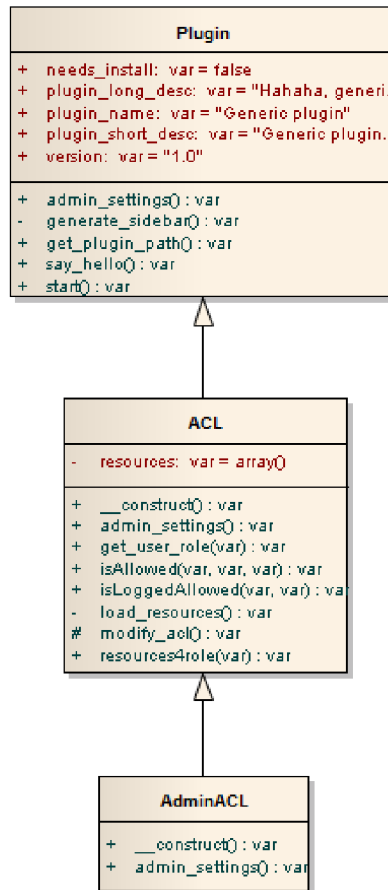 Plugin
+ needs_install: var = false
+ plugin_long_desc: var = "Hahaha, generi.
+ plugin_name: var = "Generic plugin"
+ plugin_short_desc: var = "Generic plugin.
+ version: var = "1.0"
+ admin_settings() : var
- generate_sidebar() : var
+ get_plugin_path() : var
+ say_hello() : var
+ start() : var
ACL
- resources: var = array()
+ __construct() : var
+ admin_settings() : var
+ get_user_role(var) : var
+ isAllowed(var, var, var) : var
+ isLoggedAllowed(var, var) : var
- load_resources() : var
# modify_acl() : var
+ resources4role(var) : var
AdminACL
+ __construct() : var
+ admin_settings() : var